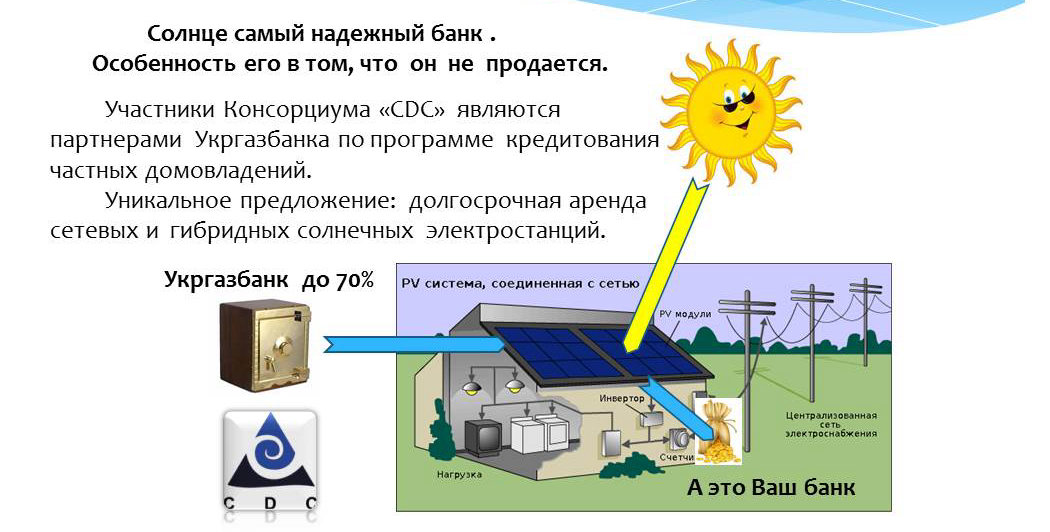 Солнце самый надежный банк .
Особенность его в том, что он не продается.
Участники Консорциума «CDC» являются
партнерами Укргазбанка по программе кредитования
частных домовладений.
Уникальное предложение: долгосрочная аренда
сетевых и гибридных солнечных электростанций.
Укргазбанк до 70%
PV система, соединенная с сетью
PV модули
Инвертор
Централизованная
сеть
электроснабжения
Счетчи
Нагрузка
А это Ваш банк
C D C